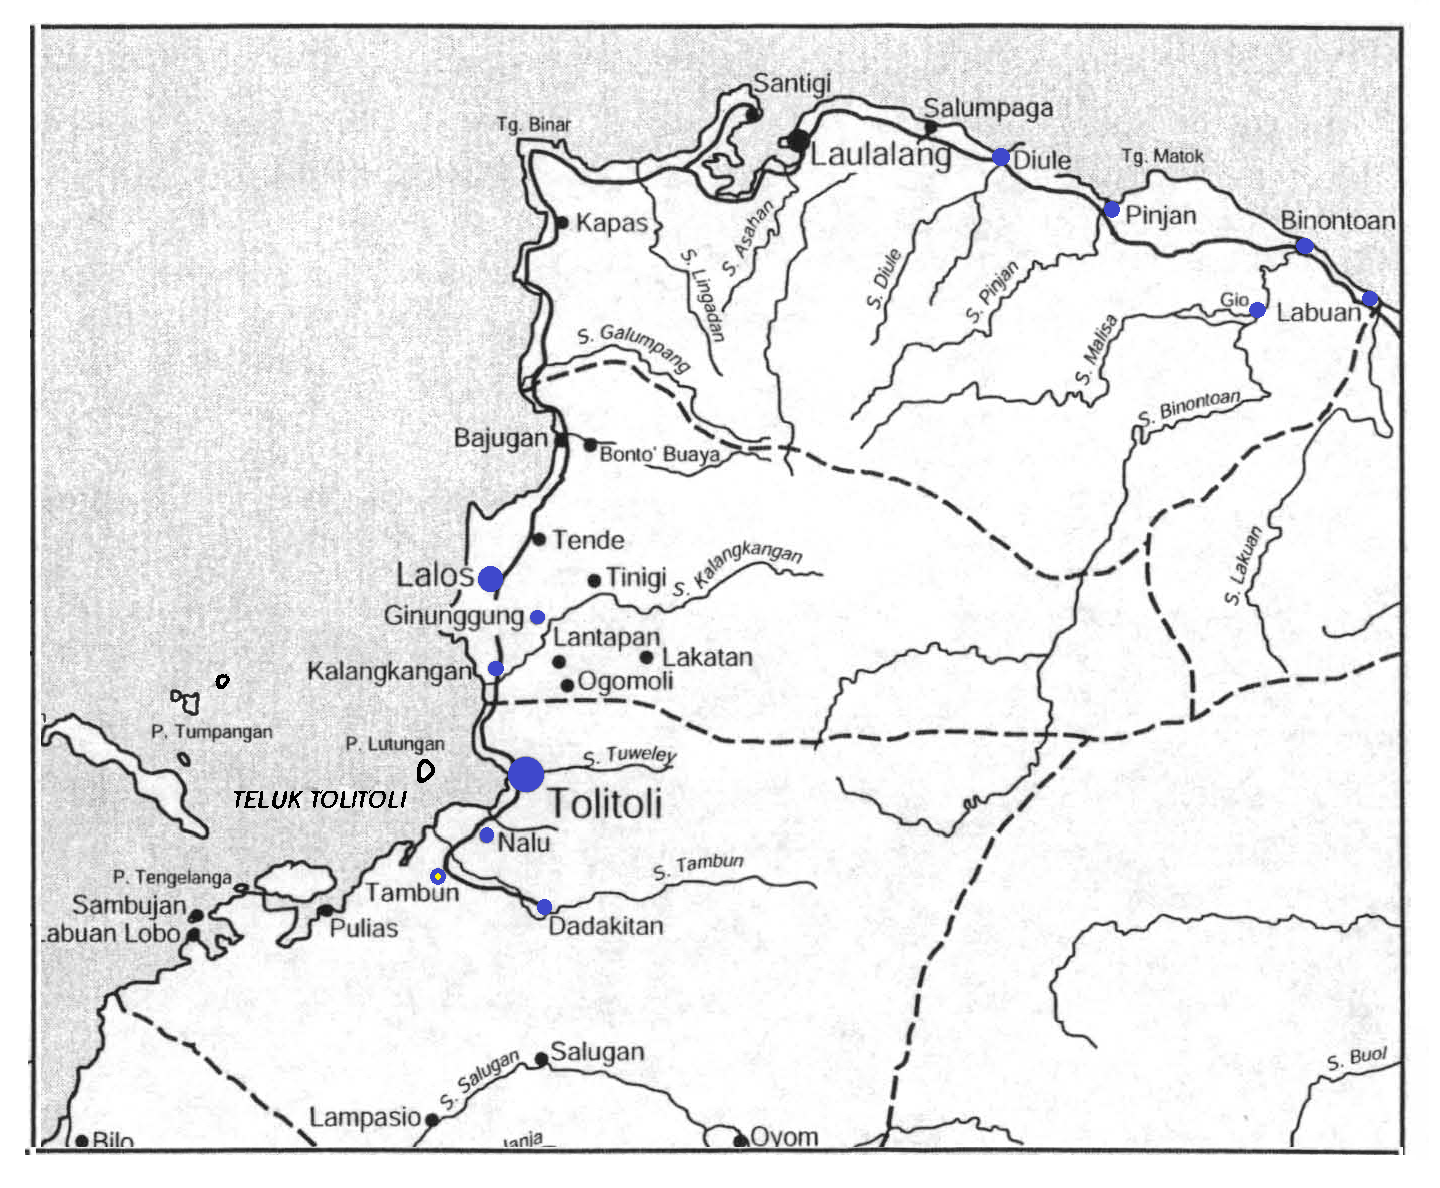 Santigi
Salumpaga
Tg. Binar
Laulalang
Diule
Tg. Matok
Kapas
Pinjan
Binontoan
S. Asahan
S. Lingadan
S. Diule
S. Pinjan
Gio
Labuan
S. Galumpang
S. Malisa
S. Binontoan
Bajugan
Bonto' Buaya
Tende
S. Kalangkangan
S. Lakuan
Lalos
Tinigi
Ginunggung
Lantapan
Lakatan
Kalangkangan
Ogomoli
P. Tumpangan
P. Lutungan
S. Tuweley
TELUK TOLITOLI
Tolitoli
Nalu
S. Tambun
P. Tengelanga
Tambun
Sambujan
Pulias
Dadakitan
abuan Lobo
S. Salugan
Salugan
S. Buol
Lampasio
Bilo
Oyom